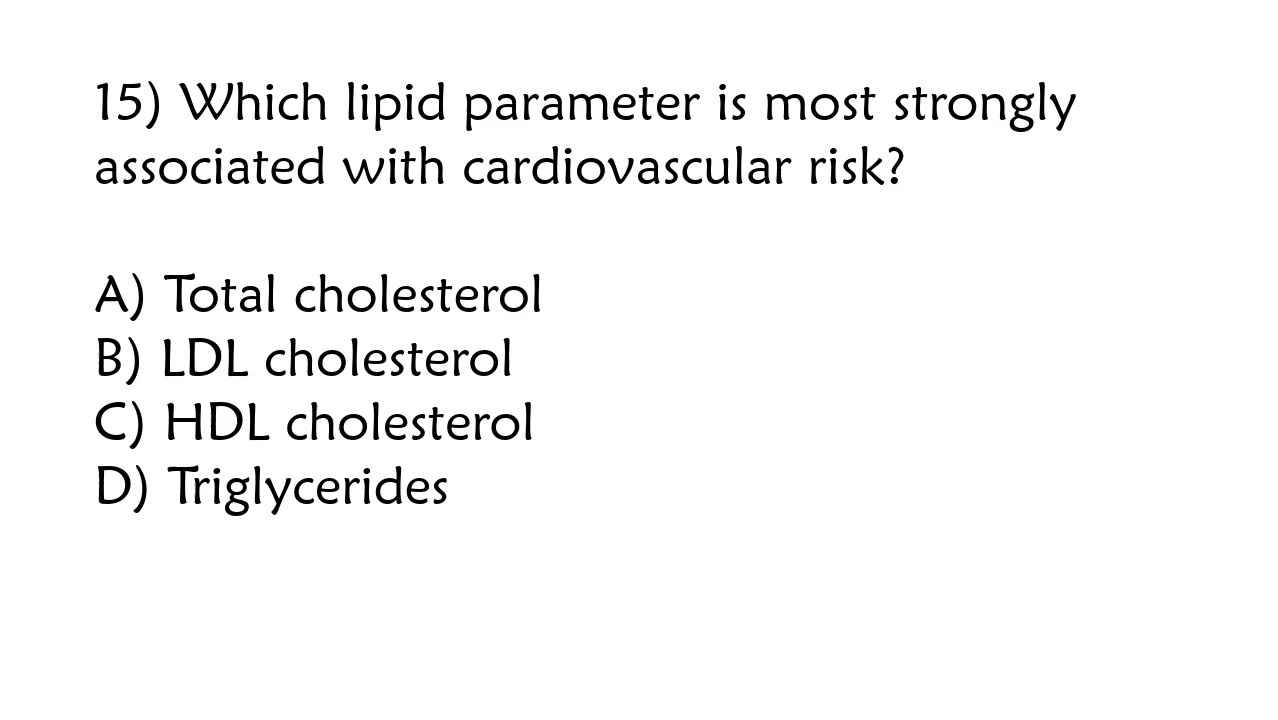 15) Which lipid parameter is most strongly
associated with cardiovascular risk?
A) Total cholesterol
B) LDL cholesterol
C) HDL cholesterol
D) Triglycerides